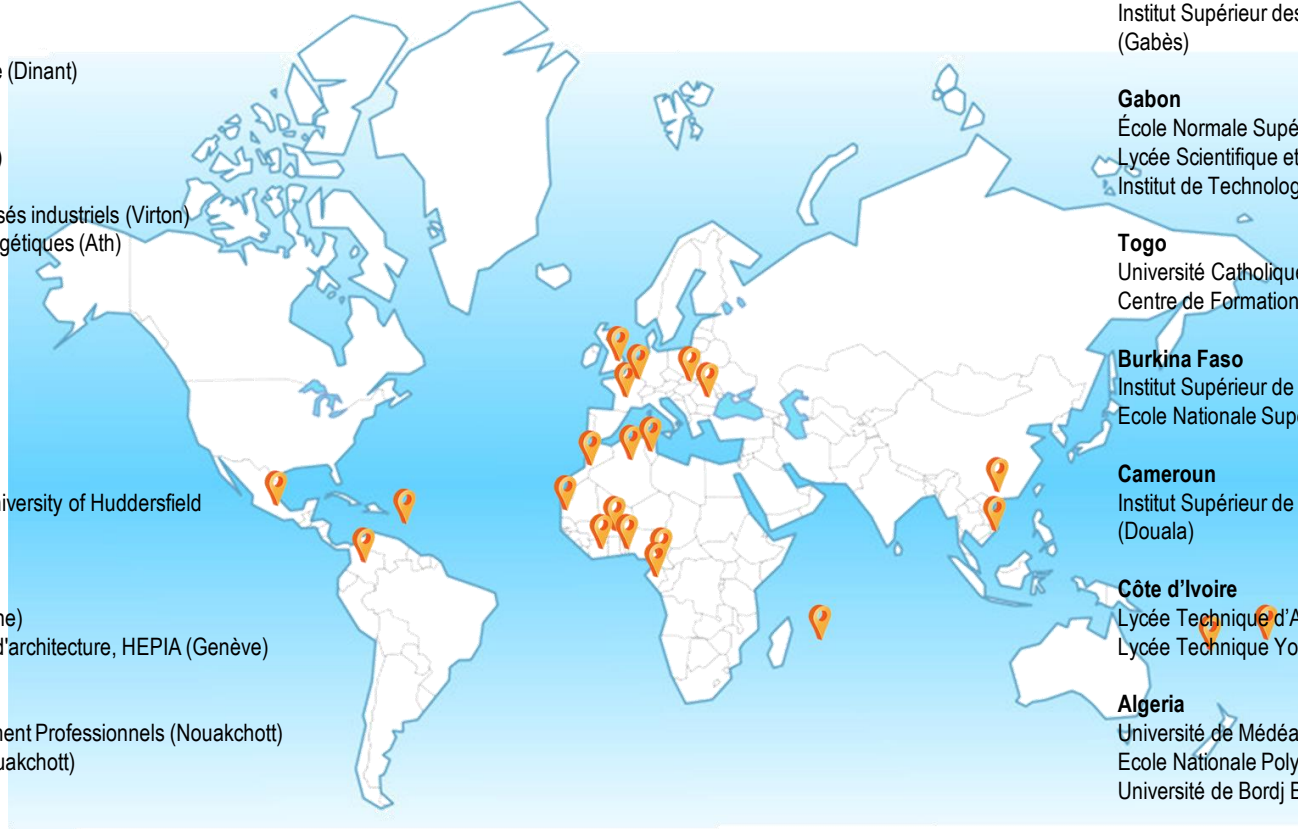 é (Dinant)
)
sés industriels (Virton)
gétiques (Ath)
iversity of Huddersfield
ne)
d'architecture, HEPIA (Genève)
nent Professionnels (Nouakchott)
uakchott)
Institut Supérieur des
(Gabès)
Gabon
École Normale Supé
Lycée Scientifique et
Institut de Technolog
Togo
Université Catholique
Centre de Formation
Burkina Faso
Institut Supérieur de
Ecole Nationale Supé
Cameroun
Institut Supérieur de
(Douala)
Côte d’Ivoire
Lycée Technique d’A
Lycée Technique Yo
Algeria
Université de Médéa
Ecole Nationale Poly
Université de Bordj E